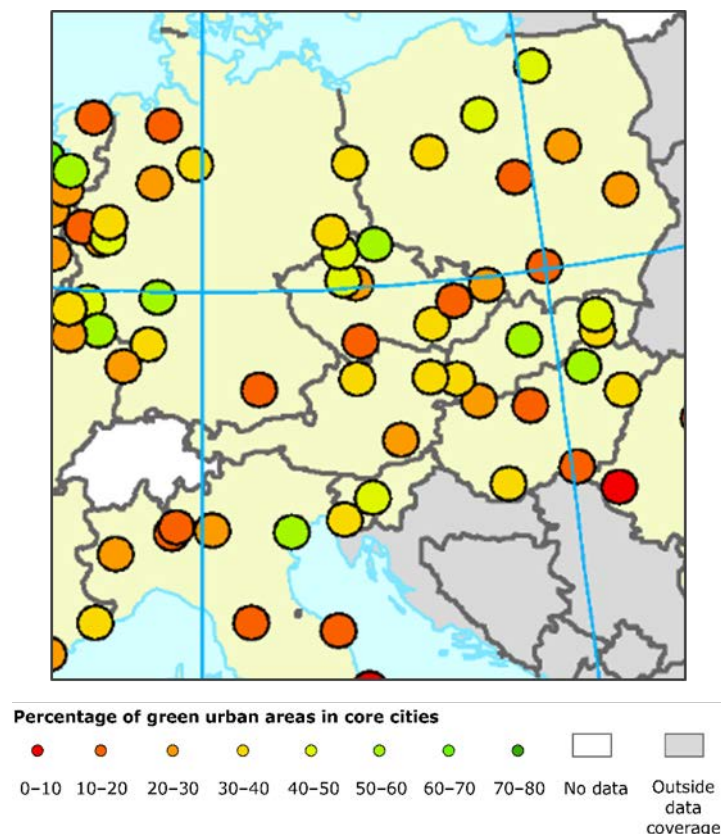 Percentage of green urban areas in core cities
0–10 10–20 20–30 30–40 40–50 50–60 60–70 70–80 No data Outside
data
coverage